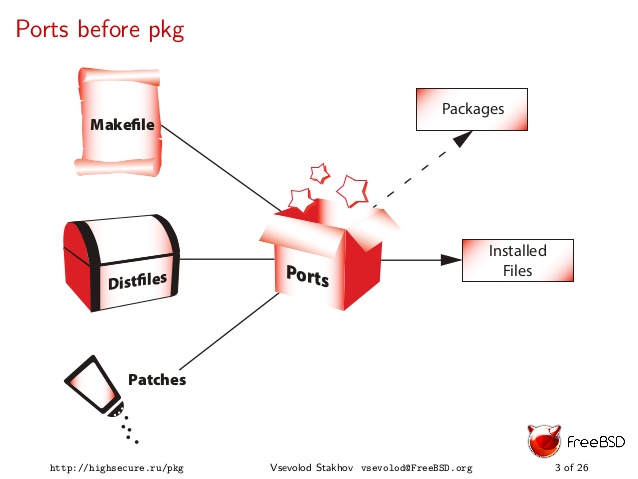 Ports before pkg
Makefile
Packages
Distfiles
Ports
Installed
Files
Patches
freeBSD
http://highsecure.ru/pkg
Vsevolod Stakhov vsevolod@FreeBSD.org
3 of 26